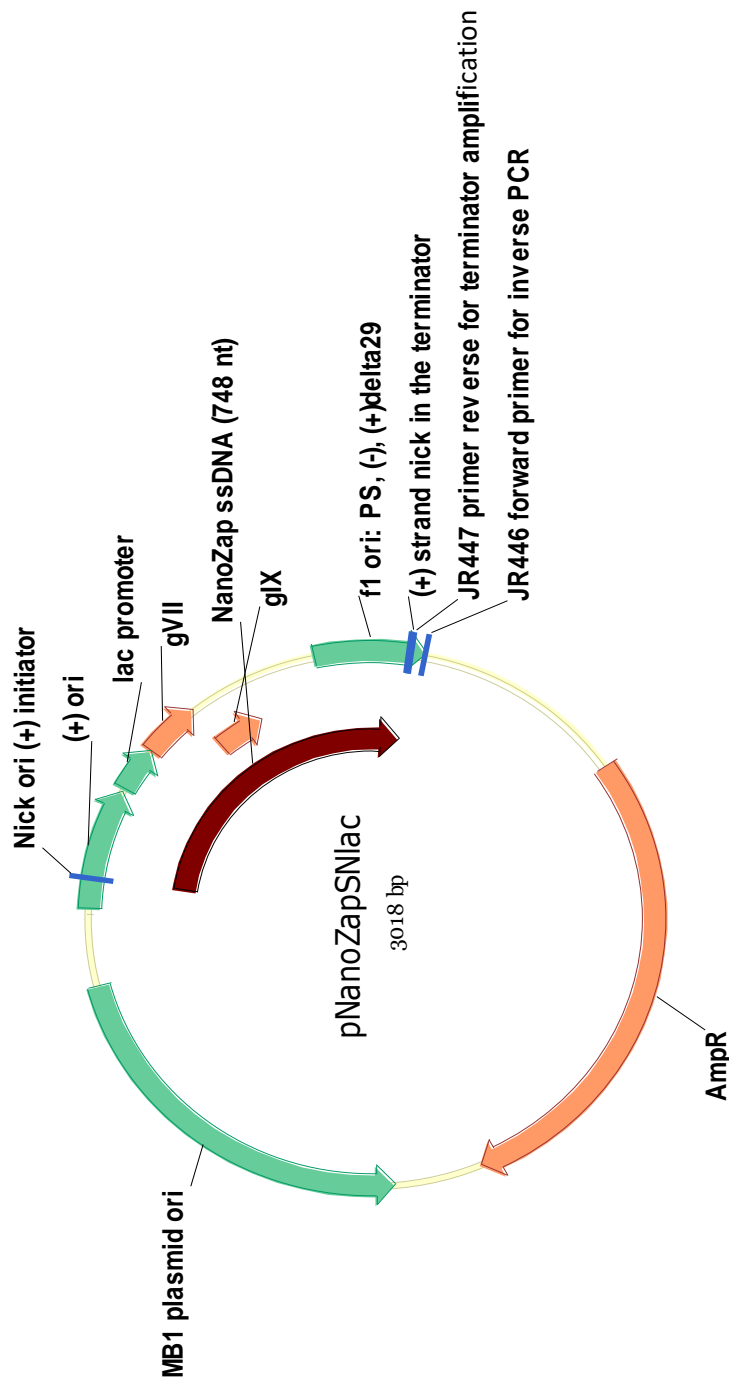 Nick ori (+) initiator
(+) ori
lac promoter
gVII
NanoZap ssDNA (748 nt)
gIX
f1 ori: PS, (-), (+)delta29
(+) strand nick in the terminator
JR447 primer rev erse for terminator amplification
JR446 forward primer for inverse PCR
pNanoZapSNlac
3018 bp
AmpR
MB1 plasmid ori